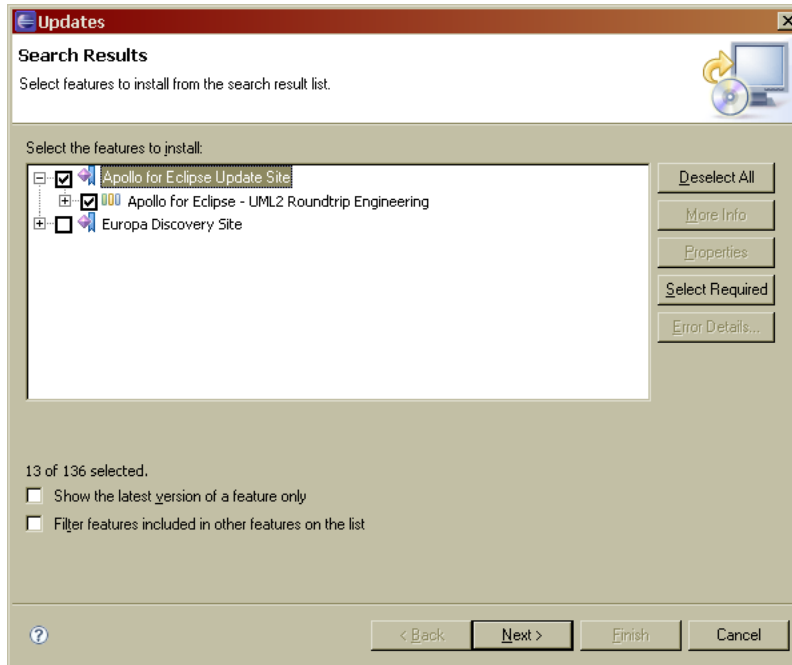 Updates
Search Results
Select features to install from the search result list.
Select the features to install:
Apollo for Eclipse Update Site
Apollo for Eclipse - UML2 Roundtrip Engineering
Europa Discovery Site
Deselect All
More Info
Properties
Select Required
Error Details...
13 of 136 selected.
Show the latest version of a feature only
Filter features included in other features on the list
?
< Back
Next >
Finish
Cancel